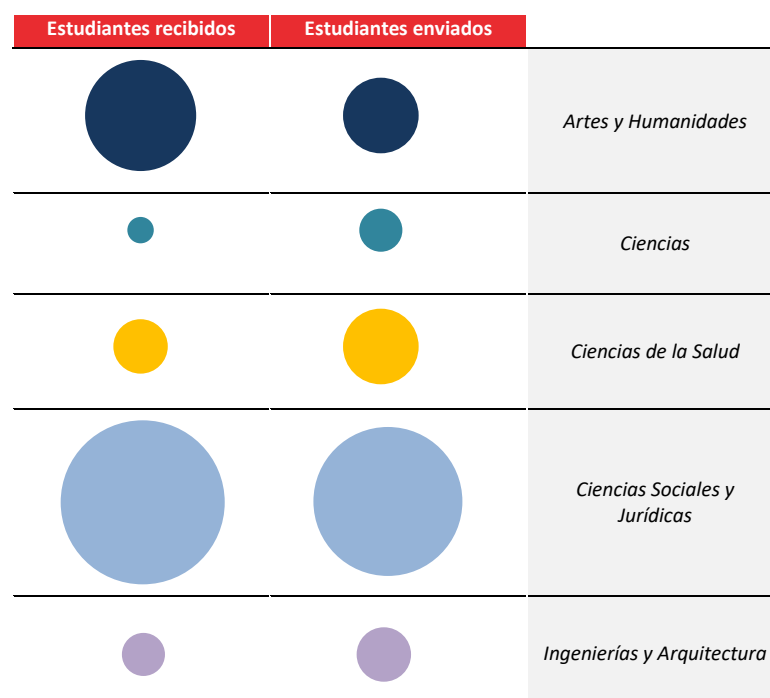 Estudiantes recibidos
Estudiantes enviados
Artes y Humanidades
Ciencias
Ciencias de la Salud
Ciencias Sociales y
Jurídicas
Ingenierías y Arquitectura